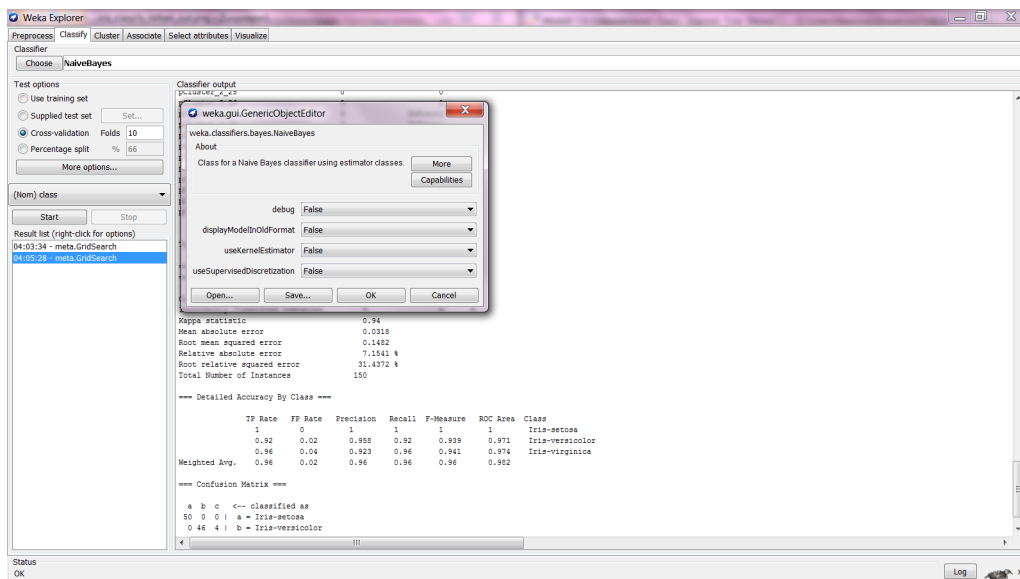 Weka Explorer
Preprocess Classify Cluster Associate Select attributes Visualize
Classifier
Choose NaiveBayes
Test options
Use training set
Supplied test set Set...
Cross-validation Folds 10
Percentage split % 66
More options...
(Nom) class
Start Stop
Result list (right-click for options)
04:03:34 - meta.GridSearch
04:05:28 - meta.GridSearch
Classifier output
pCluster_2_25 0 0
weka.gui.GenericObjectEditor
weka.classifiers.bayes.NaiveBayes
About
Class for a Naive Bayes classifier using estimator classes.
More
Capabilities
debug False
displayModelInOldFormat False
useKernelEstimator False
useSupervisedDiscretization False
Open... Save... OK Cancel
Kappa statistic 0.94
Mean absolute error 0.0318
Root mean squared error 0.1482
Relative absolute error 7.1541 %
Root relative squared error 31.4372 %
Total Number of Instances 150
=== Detailed Accuracy By Class ===
TP Rate FP Rate Precision Recall F-Measure ROC Area Class
1 0 1 1 1 1 Iris-setosa
0.92 0.02 0.958 0.92 0.939 0.971 Iris-versicolor
0.96 0.04 0.923 0.96 0.941 0.974 Iris-virginica
Weighted Avg. 0.96 0.02 0.96 0.96 0.96 0.982
=== Confusion Matrix ===
a b c <-- classified as
50 0 0 | a = Iris-setosa
0 46 4 | b = Iris-versicolor
Status
OK
Log